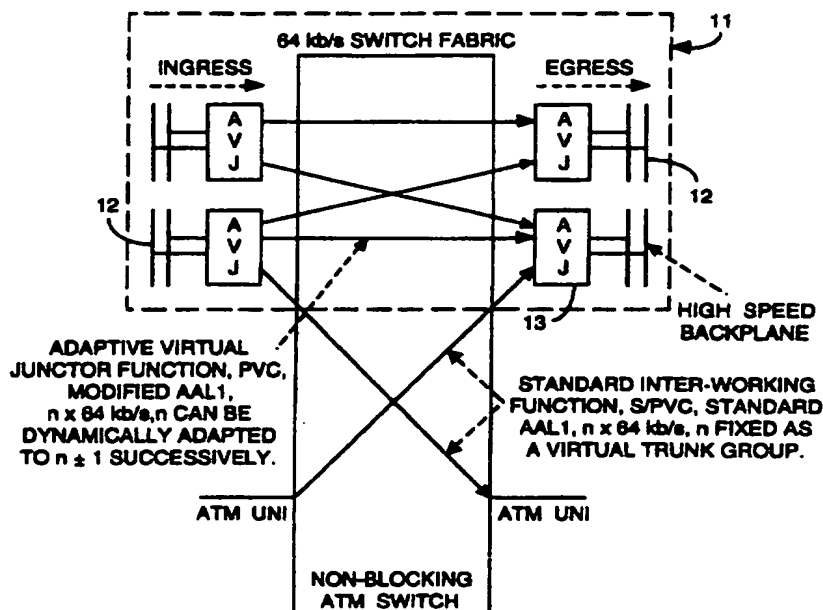 11
64 kb/s SWITCH FABRIC
INGRESS
EGRESS
A
V
J
A
V
J
12
12
A
V
J
A
V
J
13
HIGH SPEED
BACKPLANE
ADAPTIVE VIRTUAL
JUNCTOR FUNCTION, PVC,
MODIFIED AAL1,
n x 64 kb/s,n CAN BE
DYNAMICALLY ADAPTED
TO n ± 1 SUCCESSIVELY.
STANDARD INTER-WORKING
FUNCTION, S/PVC, STANDARD
AAL1, n x 64 kb/s, n FIXED AS
A VIRTUAL TRUNK GROUP.
ATM UNI
ATM UNI
NON-BLOCKING
ATM SWITCH